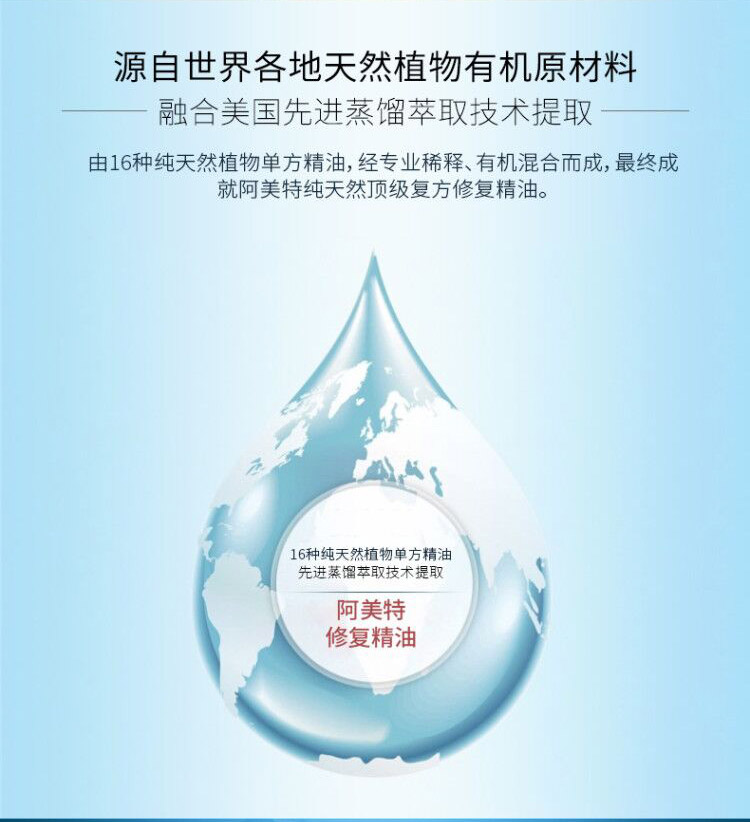 源自世界各地天然植物有机原材料
融合美国先进蒸馏萃取技术提取
由16种纯天然植物单方精油，经专业稀释、有机混合而成，最终成
就阿美特纯天然顶级复方修复精油。
16种纯天然植物单方精油
先进蒸馏萃取技术提取
阿美特
修复精油